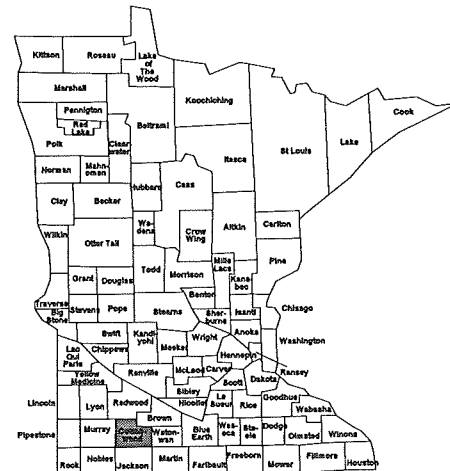 Kittson
Roseau
Lake
of
The
Wood
Marshall
Koochiching
Cook
Pennington
Red
Lake
Beltrami
Polk
Clear-
water
St Louis
Lake
Itasca
Norman
Mahn-
omen
Hubbard
Cass
Clay
Becker
Wa-
dena
Crow
Wing
Aitkin
Carlton
Wilkin
Otter Tail
Pine
Mille
Lacs
Kana-
bec
Grant
Douglas
Todd
Morrison
Benton
Traverse
Big
Stone
Stevens
Pope
Stearns
Sher-
burne
Isanti
Chisago
Swift
Kandi-
yohi
Wright
Anoka
Washington
Lac
Qui
Parle
Chippewa
Meeker
Hennepin
Ramsey
Yellow
Medicine
Renville
McLeod
Carver
Scott
Dakota
Sibley
Lincoln
Lyon
Redwood
Nicollet
Le
Sueur
Rice
Goodhue
Wabasha
Brown
Pipestone
Murray
Cotton-
wood
Waton-
wan
Blue
Earth
Was-
eca
Ste-
ele
Dodge
Olmsted
Winona
Rock
Nobles
Jackson
Martin
Faribault
Freeborn
Mower
Fillmore
Houston